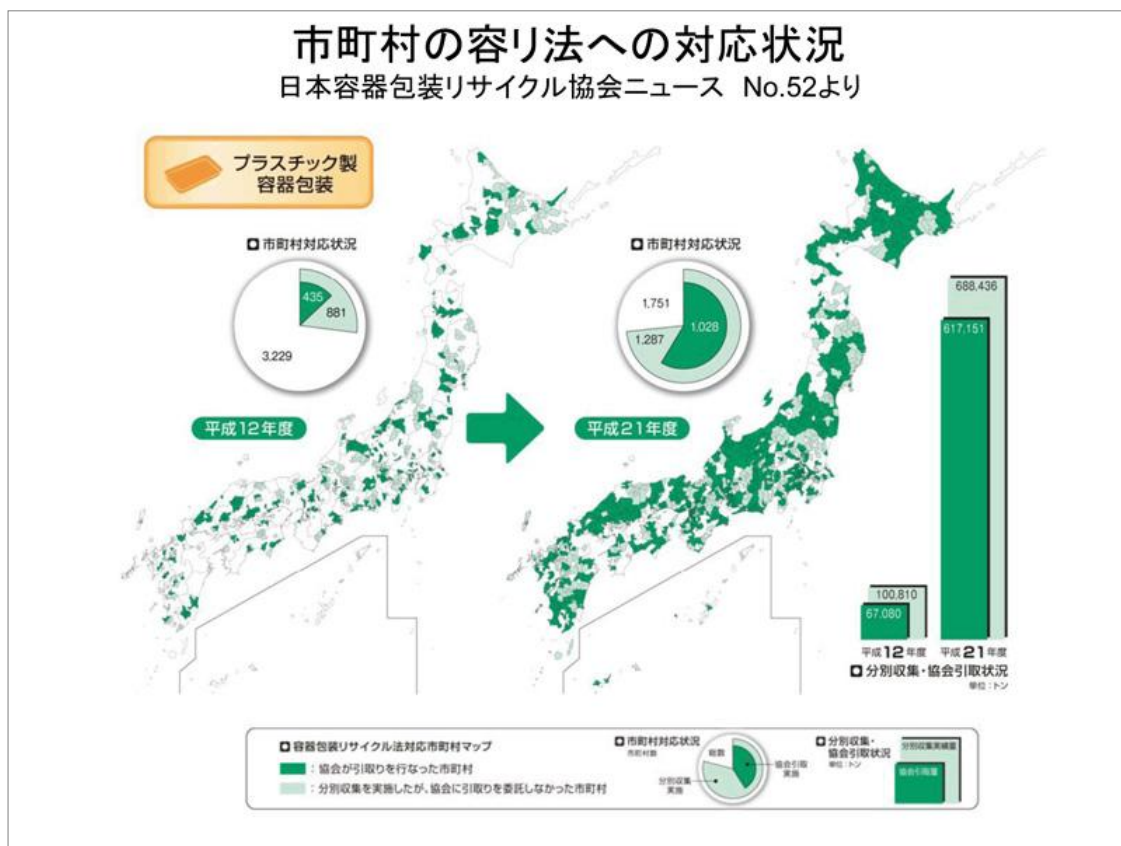 市町村の容リ法への対応状況
日本容器包装リサイクル協会ニュース No.52より
プラスチック製
容器包装
市町村対応状況
435
881
3,229
平成12年度
市町村対応状況
1,751
1,028
1,287
平成21年度
688,436
617,151
100,810
67,080
平成12年度
平成21年度
分別収集・協会引取状況
単位:トン
容器包装リサイクル法対応市町村マップ
:協会が引取りを行なった市町村
:分別収集を実施したが、協会に引取りを委託しなかった市町村
市町村対応状況
市町村数
総数
協会引取
実施
分別収集
実施
分別収集・
協会引取状況
単位:トン
分別収集実績量
協会引取量